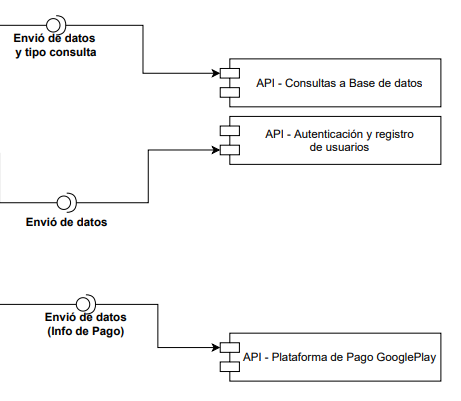 Envió de datos
y tipo consulta
API - Consultas a Base de datos
API - Autenticación y registro
de usuarios
Envió de datos
Envió de datos
(Info de Pago)
API - Plataforma de Pago GooglePlay